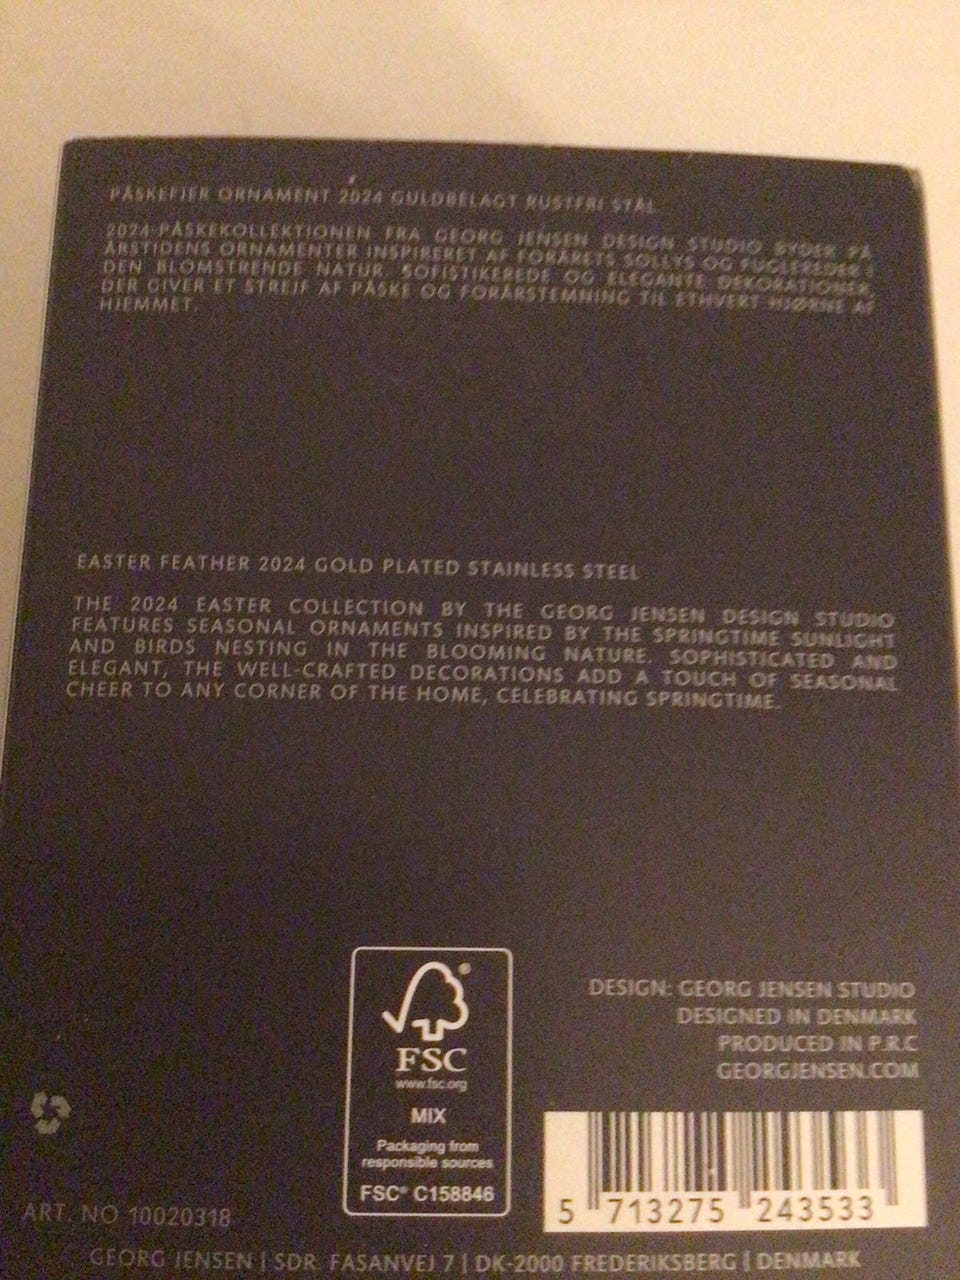 PÅSKEFJER ORNAMENT 2024 GULDBELAGT RUSTFRI STÅL
2024-PÅSKEKOLLEKTIONEN FRA GEORG JENSEN DESIGN STUDIO BYDER PÅ
ÅRSTIDENS ORNAMENTER INSPIRERET AF FORÅRETS SOLLYS OG FUGLEREDER I
DEN BLOMSTRENDE NATUR. SOFISTIKEREDE OG ELEGANTE DEKORATIONER,
DER GIVER ET STREJF AF PÅSKE OG FORÅRSTEMNING TIL ETHVERT HJØRNE AF
HJEMMET.
EASTER FEATHER 2024 GOLD PLATED STAINLESS STEEL
THE 2024 EASTER COLLECTION BY THE GEORG JENSEN DESIGN STUDIO
FEATURES SEASONAL ORNAMENTS INSPIRED BY THE SPRINGTIME SUNLIGHT
AND BIRDS NESTING IN THE BLOOMING NATURE. SOPHISTICATED AND
ELEGANT, THE WELL-CRAFTED DECORATIONS ADD A TOUCH OF SEASONAL
CHEER TO ANY CORNER OF THE HOME, CELEBRATING SPRINGTIME.
®
FSC
www.fsc.org
MIX
Packaging from
responsible sources
FSC® C158846
DESIGN: GEORG JENSEN STUDIO
DESIGNED IN DENMARK
PRODUCED IN P.R.C
GEORGJENSEN.COM
5 713275 243533
ART. NO 10020318
GEORG JENSEN | SDR. FASANVEJ 7 | DK-2000 FREDERIKSBERG | DENMARK